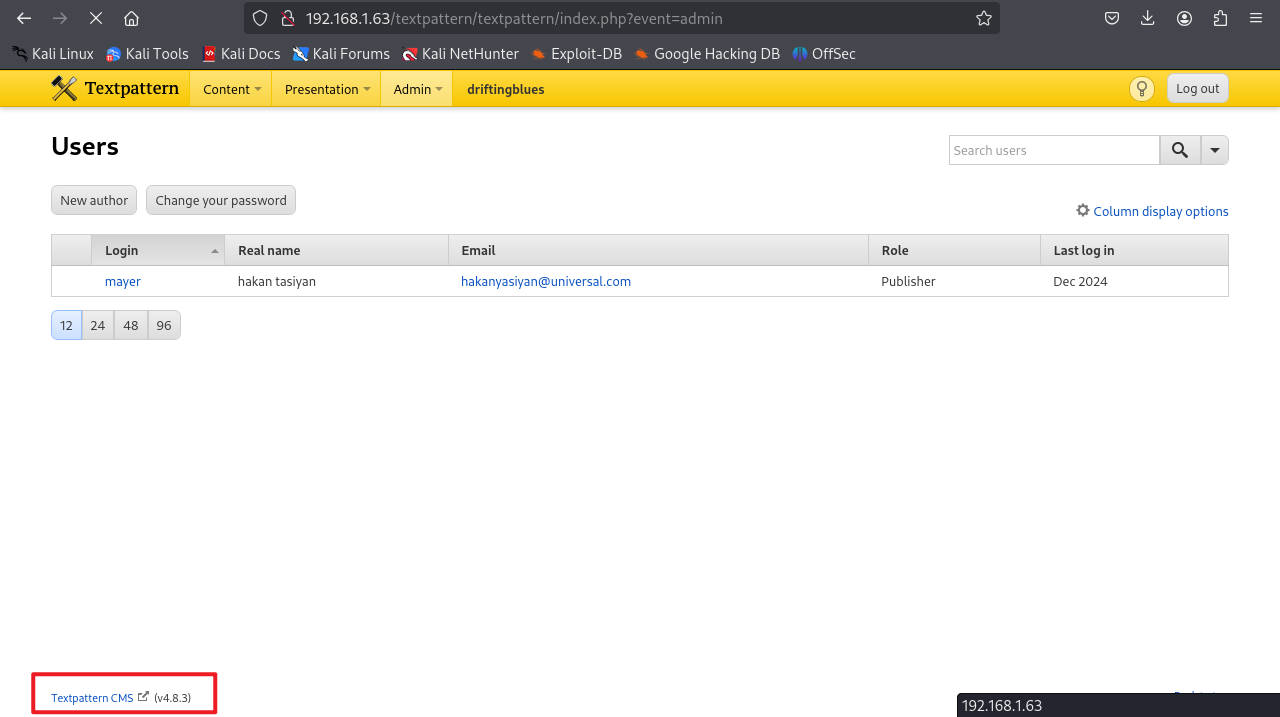 192.168.1.63/textpattern/textpattern/index.php?event=admin
Kali Linux Kali Tools Kali Docs Kali Forums Kali NetHunter Exploit-DB Google Hacking DB OffSec
Textpattern Content Presentation Admin driftingblues Log out
Users
Search users
New author Change your password
Column display options
Login Real name Email Role Last log in
mayer hakan tasiyan hakanyasiyan@universal.com Publisher Dec 2024
12 24 48 96
Textpattern CMS (v4.8.3)
192.168.1.63